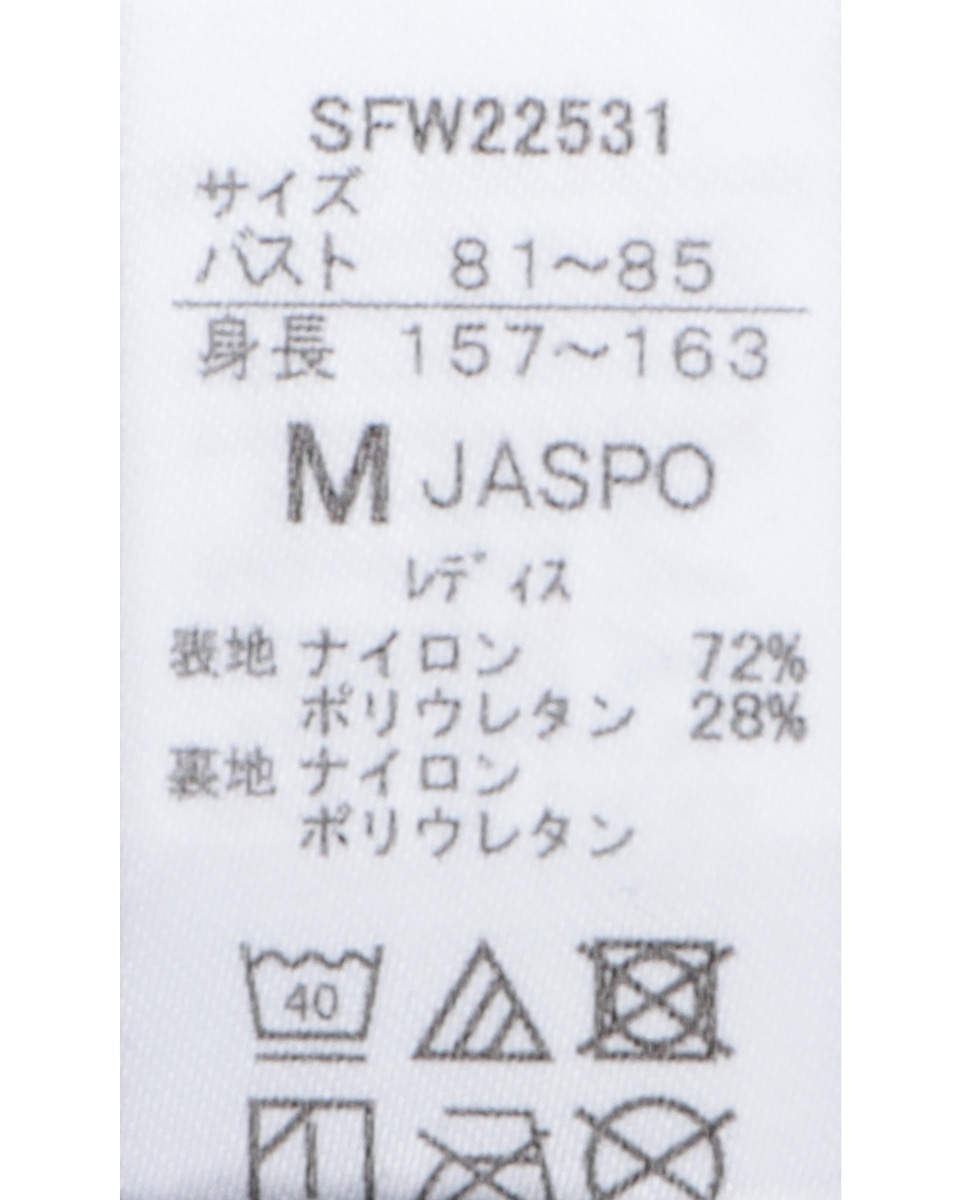 SFW22531
サイズ
バスト 81～85
身長 157～163
M JASPO
レディス
表地 ナイロン 72%
ポリウレタン 28%
裏地 ナイロン
ポリウレタン
40